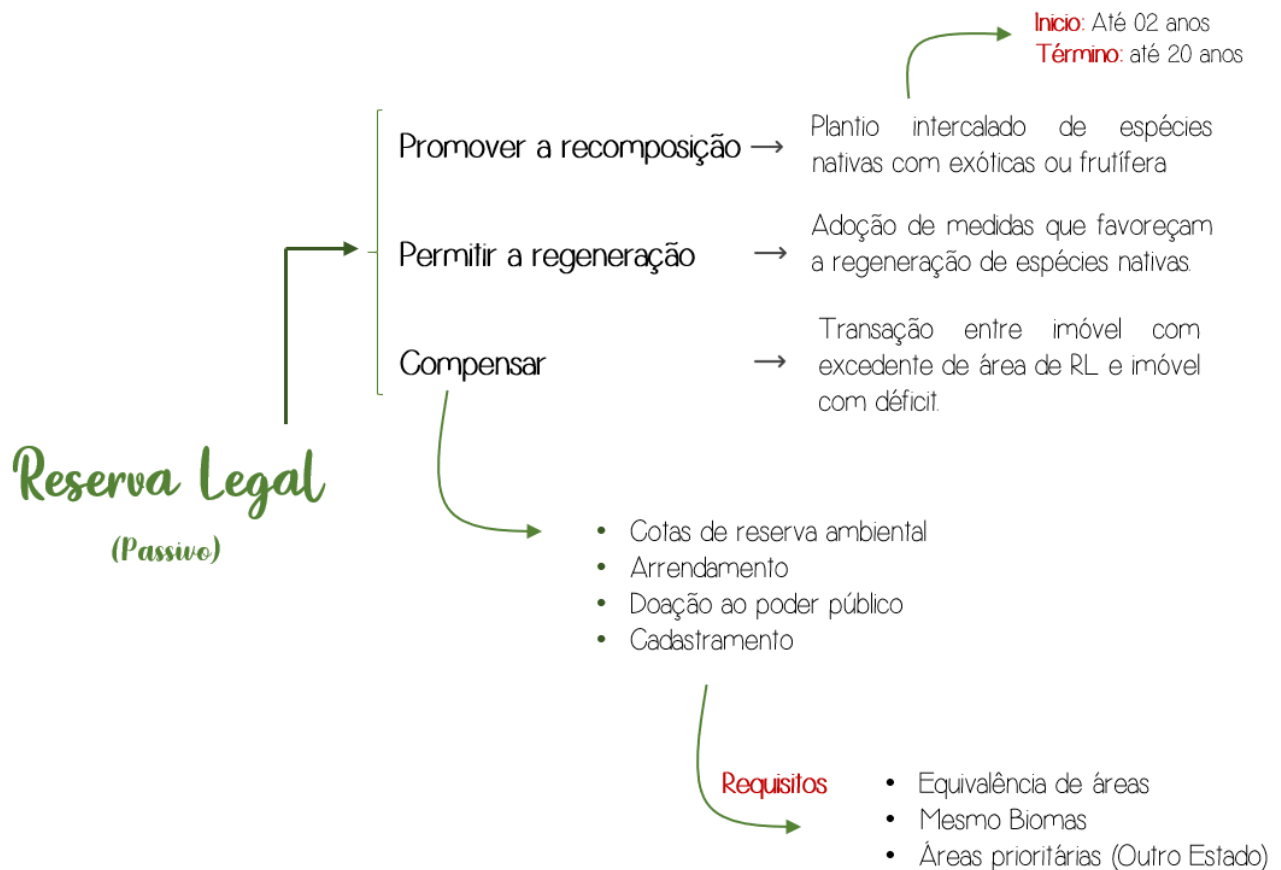 Inicio: Até 02 anos
Término: até 20 anos
Promover a recomposição →
Plantio intercalado de espécies
nativas com exóticas ou frutífera
Permitir a regeneração →
Adoção de medidas que favoreçam
a regeneração de espécies nativas.
Compensar →
Transação entre imóvel com
excedente de área de RL e imóvel
com déficit.
Reserva Legal
(Passivo)
• Cotas de reserva ambiental
• Arrendamento
• Doação ao poder público
• Cadastramento
Requisitos
• Equivalência de áreas
• Mesmo Biomas
• Áreas prioritárias (Outro Estado)